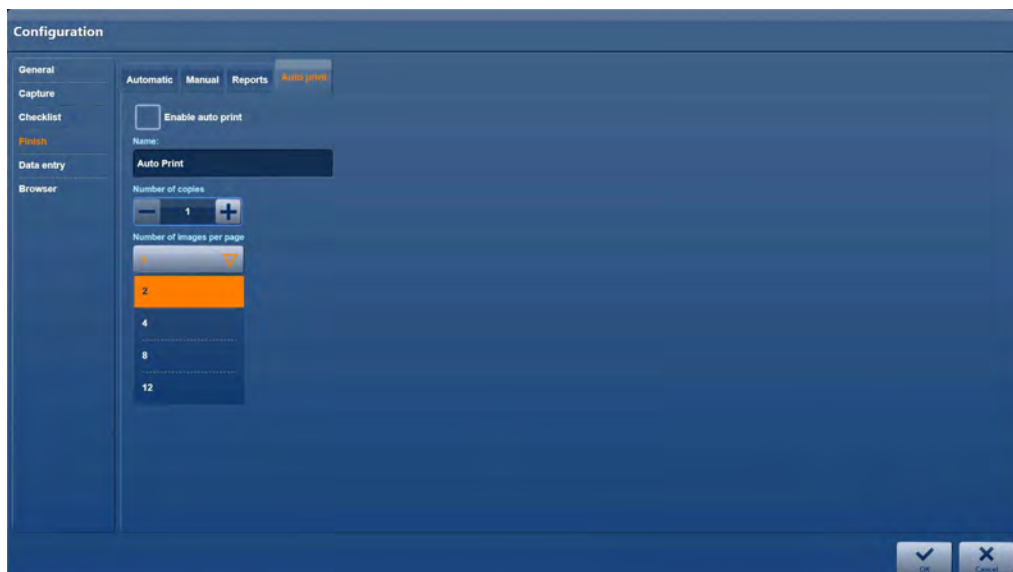 Configuration
General
Capture
Checklist
Finish
Data entry
Browser
Automatic Manual Reports Auto print
Enable auto print
Name:
Auto Print
Number of copies
1
Number of images per page
2
4
8
12
OK Cancel